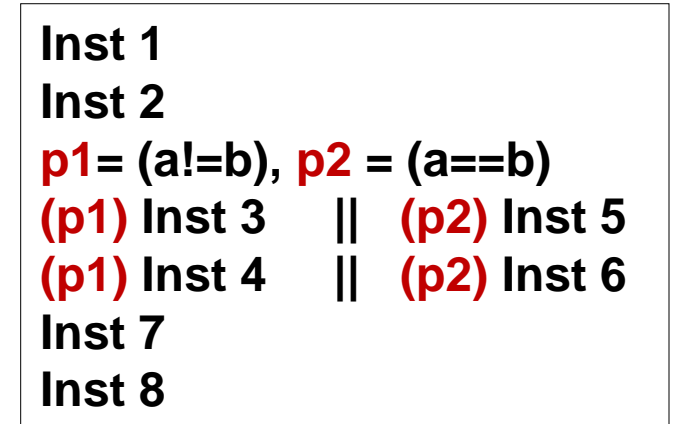 Inst 1
Inst 2
p1= (a!=b), p2 = (a==b)
(p1) Inst 3 || (p2) Inst 5
(p1) Inst 4 || (p2) Inst 6
Inst 7
Inst 8